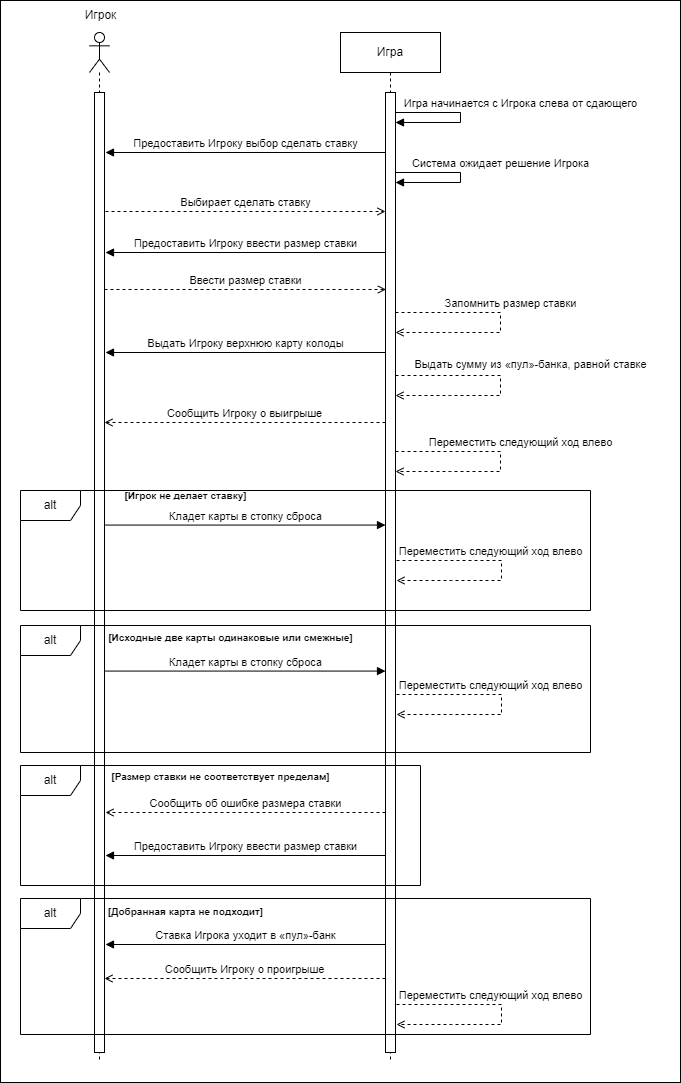 Игрок
Игра
Игра начинается с Игрока слева от сдающего
Предоставить Игроку выбор сделать ставку
Система ожидает решение Игрока
Выбирает сделать ставку
Предоставить Игроку ввести размер ставки
Ввести размер ставки
Запомнить размер ставки
Выдать Игроку верхнюю карту колоды
Выдать сумму из «пул»-банка, равной ставке
Сообщить Игроку о выигрыше
Переместить следующий ход влево
alt
[Игрок не делает ставку]
Кладет карты в стопку сброса
Переместить следующий ход влево
alt
[Исходные две карты одинаковые или смежные]
Кладет карты в стопку сброса
Переместить следующий ход влево
alt
[Размер ставки не соответствует пределам]
Сообщить об ошибке размера ставки
Предоставить Игроку ввести размер ставки
alt
[Добранная карта не подходит]
Ставка Игрока уходит в «пул»-банк
Сообщить Игроку о проигрыше
Переместить следующий ход влево